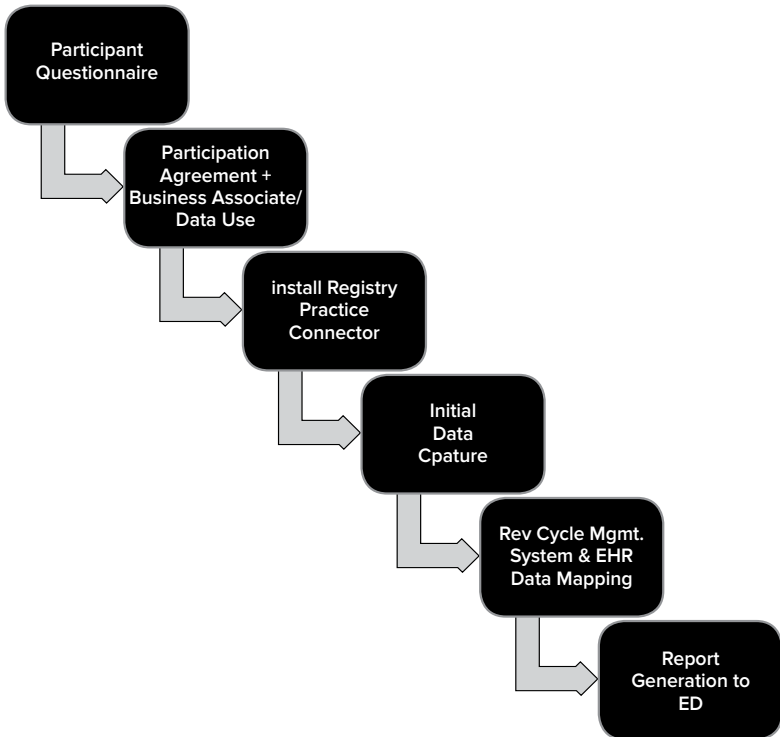 Participant
Questionnaire
Participation
Agreement +
Business Associate/
Data Use
install Registry
Practice
Connector
Initial
Data
Cpature
Rev Cycle Mgmt.
System & EHR
Data Mapping
Report
Generation to
ED